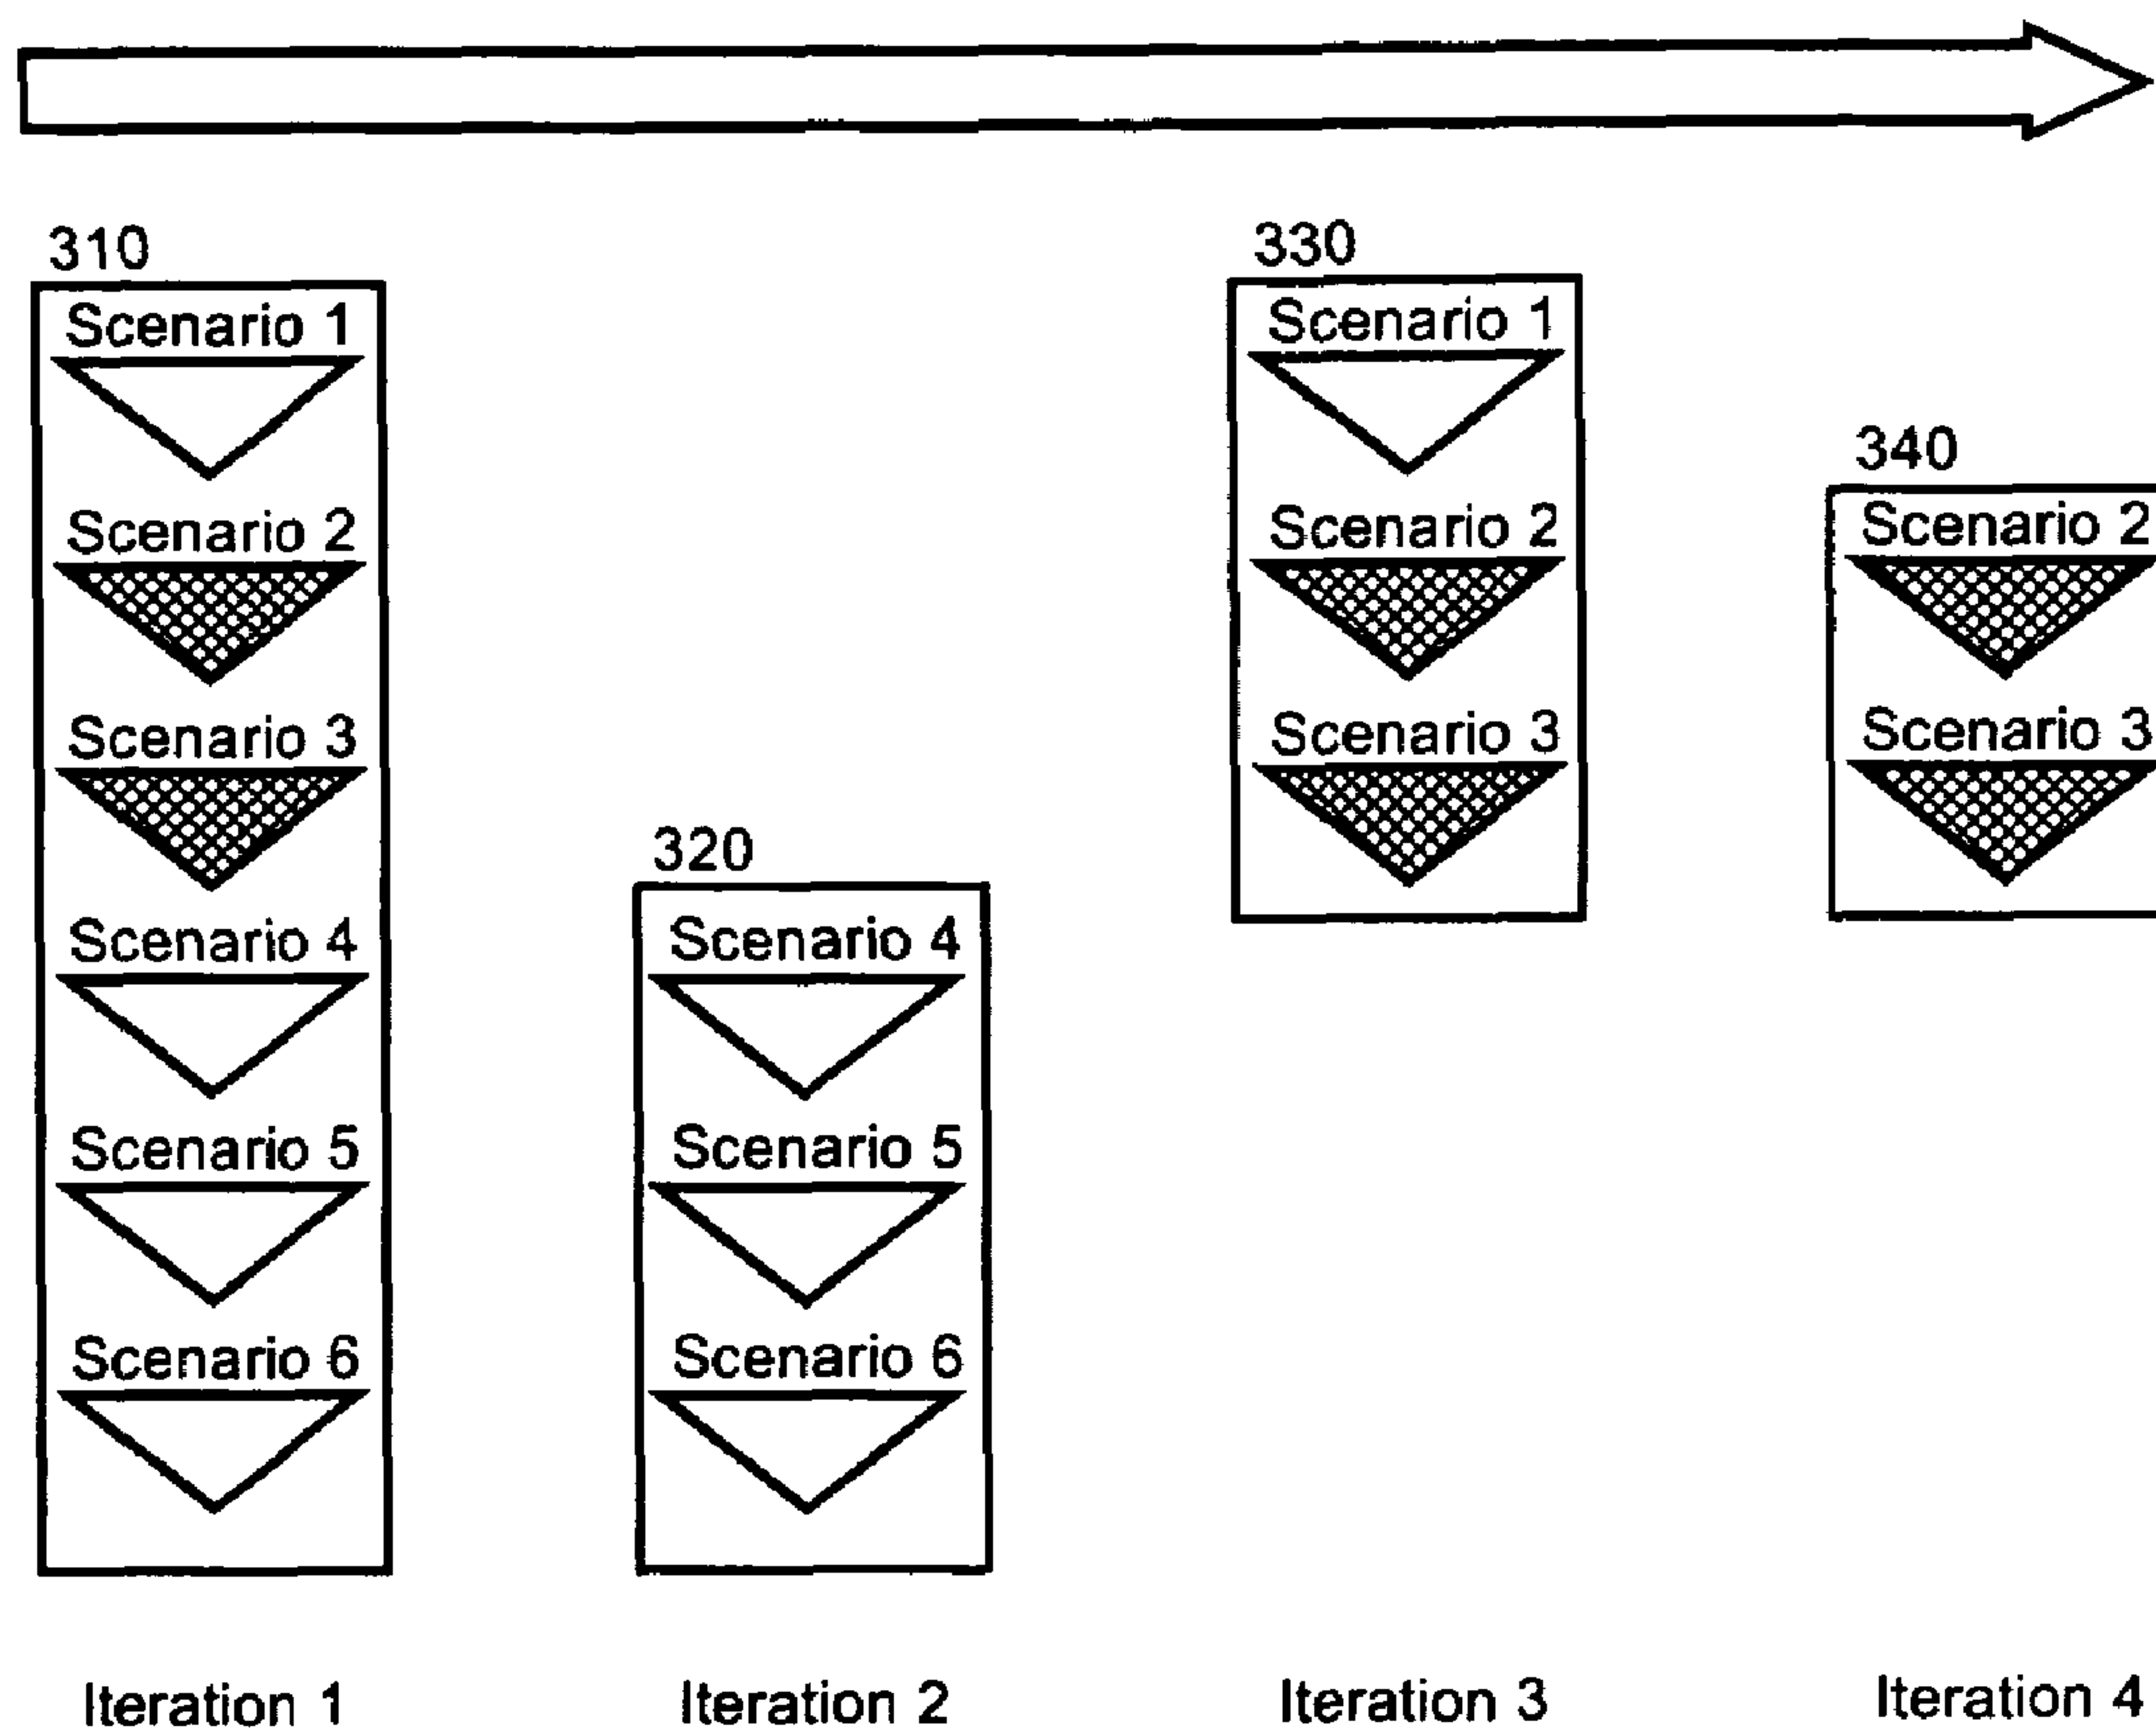 310
Scenario 1
Scenario 2
Scenario 3
Scenario 4
Scenario 5
Scenario 6
Iteration 1
320
Scenario 4
Scenario 5
Scenario 6
Iteration 2
330
Scenario 1
Scenario 2
Scenario 3
Iteration 3
340
Scenario 2
Scenario 3
Iteration 4